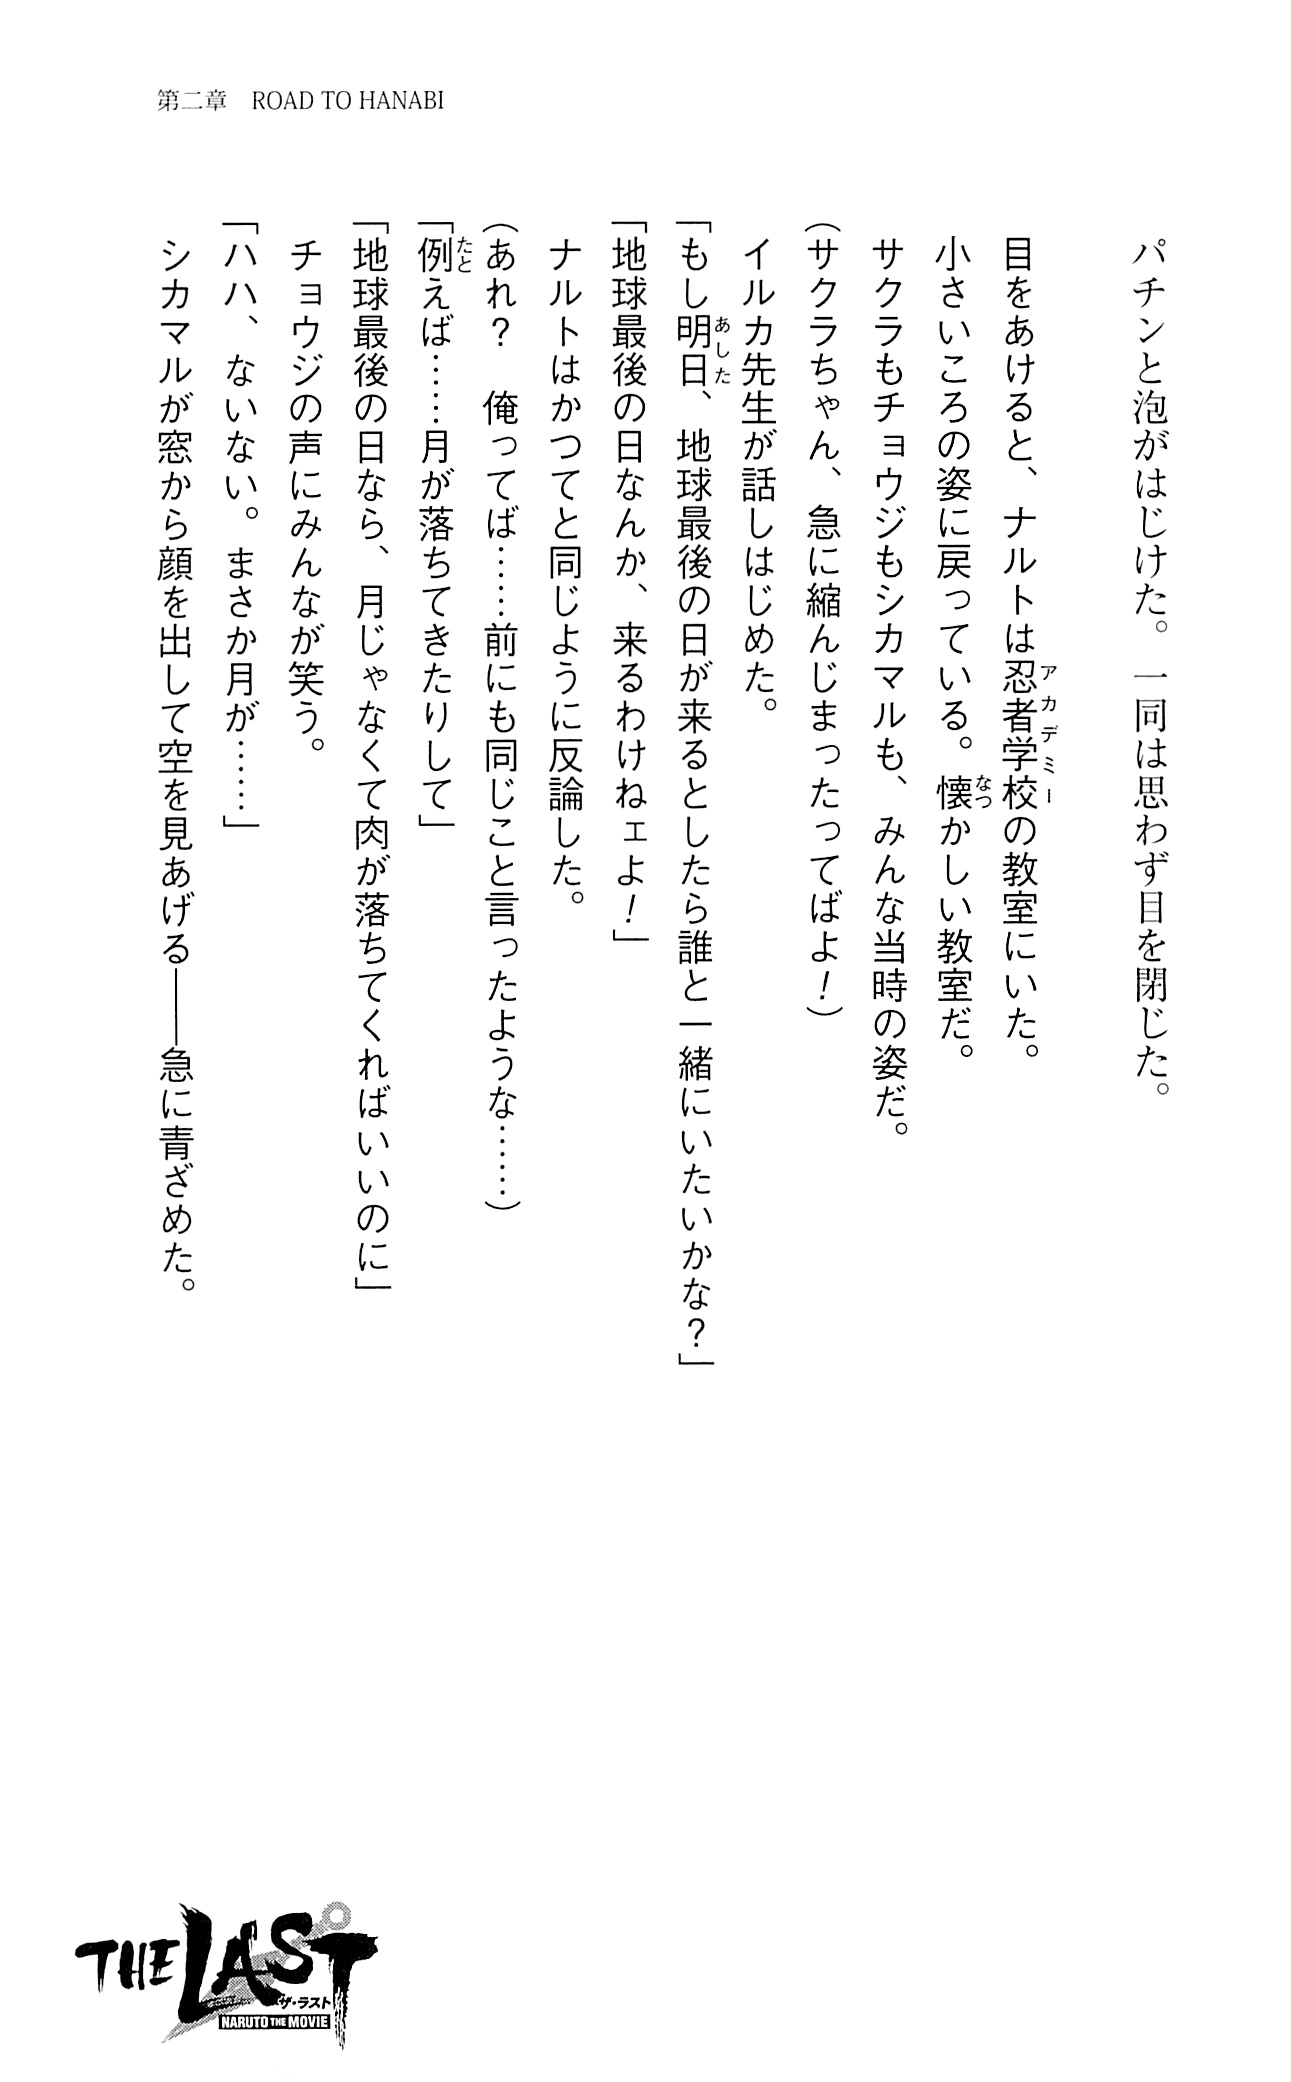 第二章　ROAD TO HANABI
パチンと泡がはじけた。一同は思わず目を閉じた。
目をあけると、ナルトは忍者学校の教室にいた。
アカデミー
小さいころの姿に戻っている。懐かしい教室だ。
なつ
サクラもチョウジもシカマルも、みんな当時の姿だ。
（サクラちゃん、急に縮んじまったってばよ！）
イルカ先生が話しはじめた。
「もし明日、地球最後の日が来るとしたら誰と一緒にいたいかな？」
あした
「地球最後の日なんか、来るわけねェよ！」
ナルトはかつてと同じように反論した。
（あれ？　俺ってば……前にも同じこと言ったような……）
「例えば……月が落ちてきたりして」
たと
「地球最後の日なら、月じゃなくて肉が落ちてくればいいのに」
チョウジの声にみんなが笑う。
「ハハ、ないない。まさか月が……」
シカマルが窓から顔を出して空を見あげる――急に青ざめた。
THE LAST
ザ・ラスト
NARUTO THE MOVIE